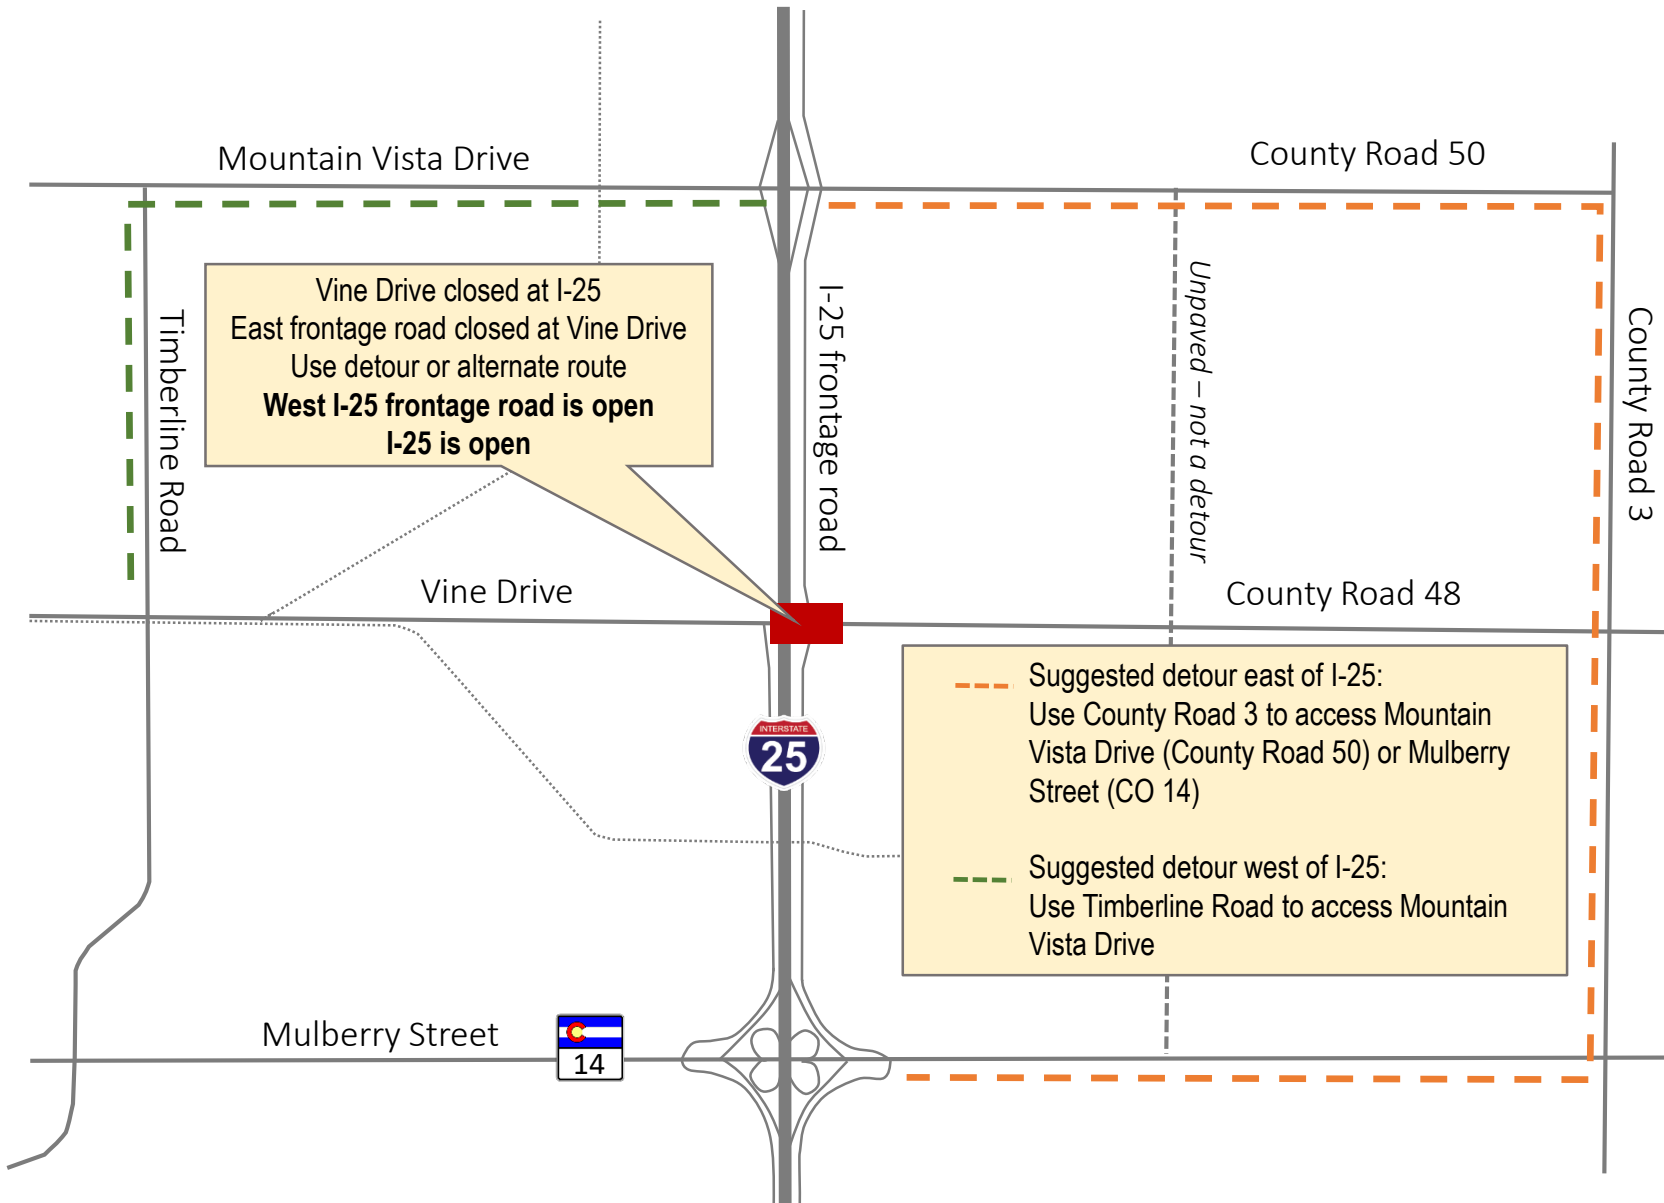 Mountain Vista Drive
County Road 50
Vine Drive closed at I-25
East frontage road closed at Vine Drive
Use detour or alternate route
West I-25 frontage road is open
I-25 is open
Timberline Road
I-25 frontage road
Unpaved – not a detour
County Road 3
Vine Drive
County Road 48
INTERSTATE
25
Suggested detour east of I-25:
Use County Road 3 to access Mountain
Vista Drive (County Road 50) or Mulberry
Street (CO 14)
Suggested detour west of I-25:
Use Timberline Road to access Mountain
Vista Drive
Mulberry Street
14